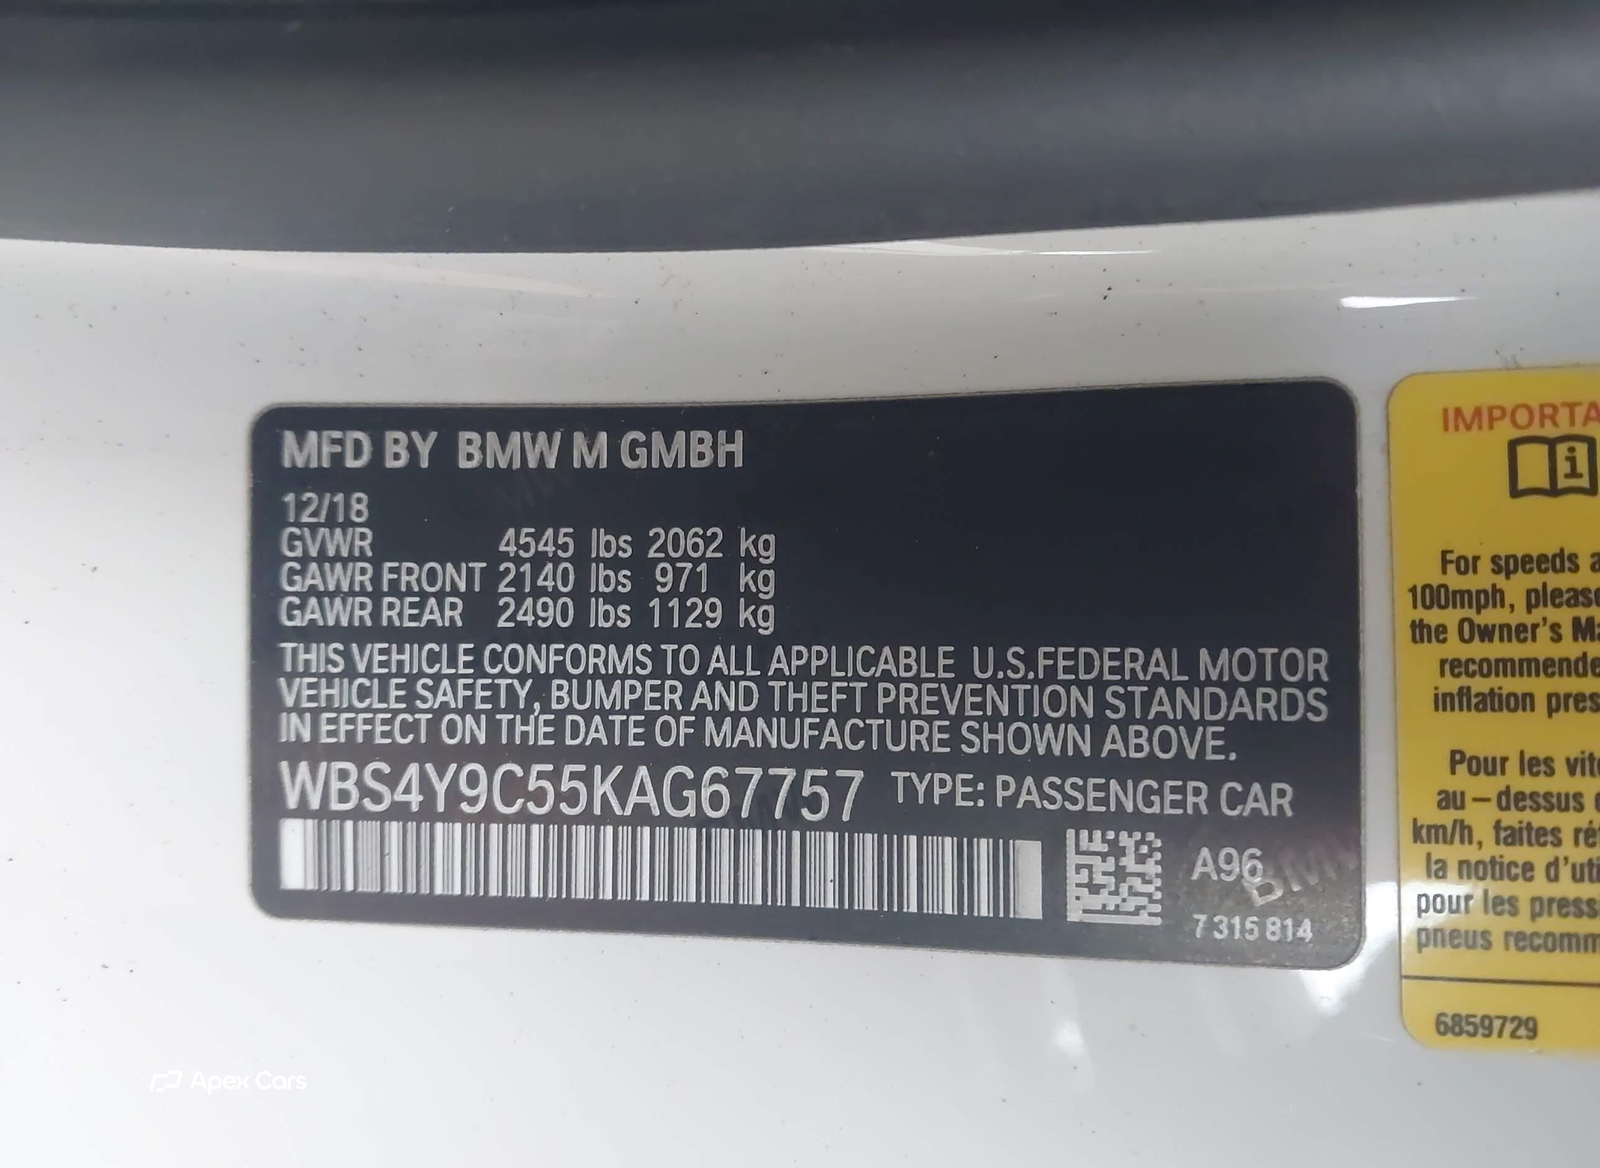 MFD BY BMW M GMBH
12/18
GVWR 4545 lbs 2062 kg
GAWR FRONT 2140 lbs 971 kg
GAWR REAR 2490 lbs 1129 kg
THIS VEHICLE CONFORMS TO ALL APPLICABLE U.S.FEDERAL MOTOR
VEHICLE SAFETY, BUMPER AND THEFT PREVENTION STANDARDS
IN EFFECT ON THE DATE OF MANUFACTURE SHOWN ABOVE.
WBS4Y9C55KAG67757 TYPE: PASSENGER CAR
A96
BMW
7 315 814
IMPORTA
For speeds a
100mph, please
the Owner's Ma
recommende
inflation pres
Pour les vite
au – dessus
km/h, faites ré
la notice d'uti
pour les press
pneus recomm
6859729
Apex Cars